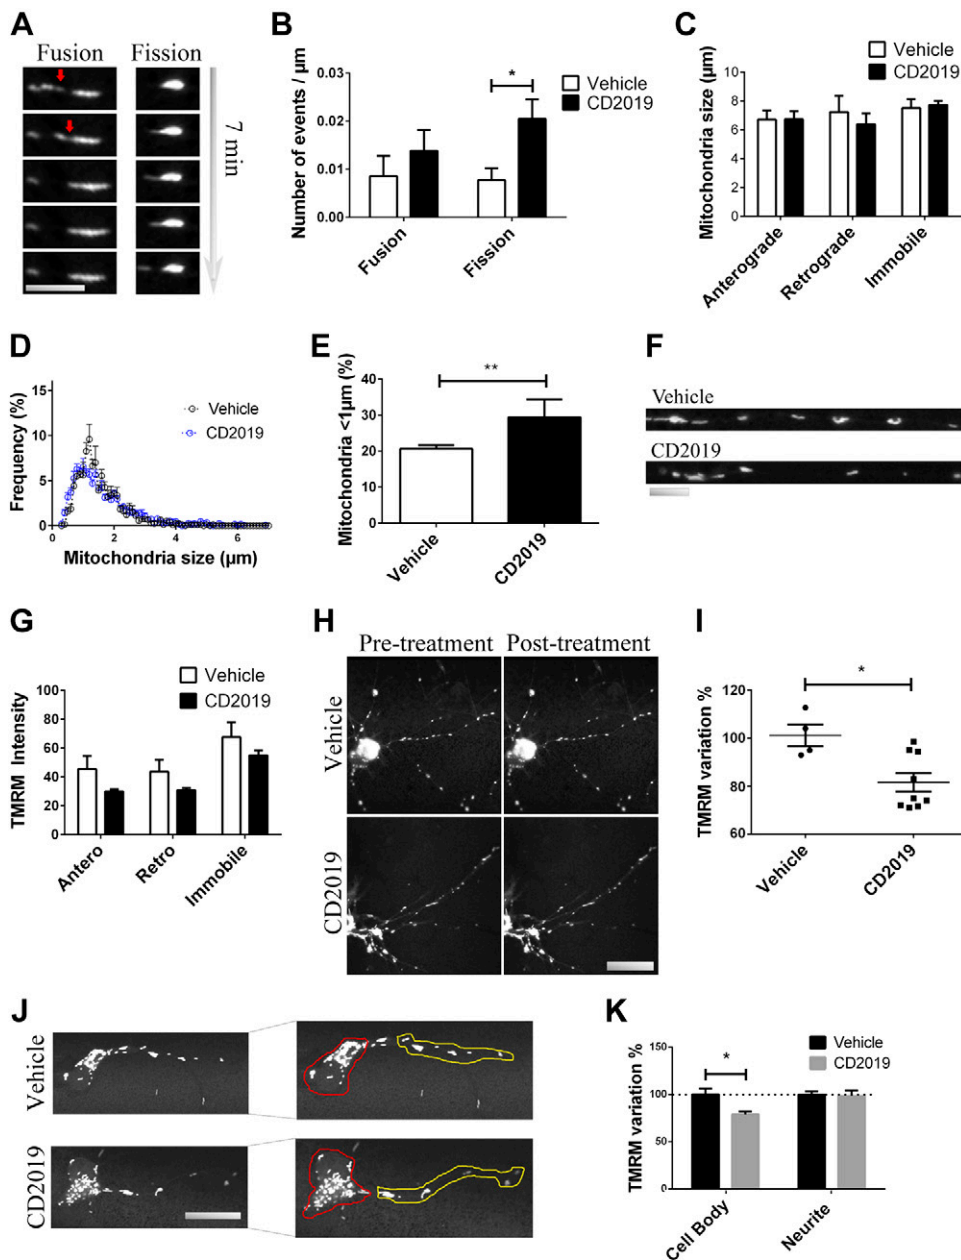 A
Fusion
Fission
7 min
B
Number of events / µm
0.03
0.02
0.01
0.00
*
Vehicle
CD2019
Fusion
Fission
C
Mitochondria size (µm)
10
8
6
4
2
0
Vehicle
CD2019
Anterograde
Retrograde
Immobile
D
Frequency (%)
15
10
5
0
Vehicle
CD2019
0
2
4
6
Mitochondria size (µm)
E
Mitochondria <1µm (%)
40
30
20
10
0
**
Vehicle
CD2019
F
Vehicle
CD2019
G
TMRM Intensity
100
80
60
40
20
0
Vehicle
CD2019
Antero
Retro
Immobile
H
Pre-treatment
Post-treatment
Vehicle
CD2019
I
TMRM variation %
120
100
80
60
*
Vehicle
CD2019
J
Vehicle
CD2019
K
TMRM variation %
150
100
50
0
*
Vehicle
CD2019
Cell Body
Neurite